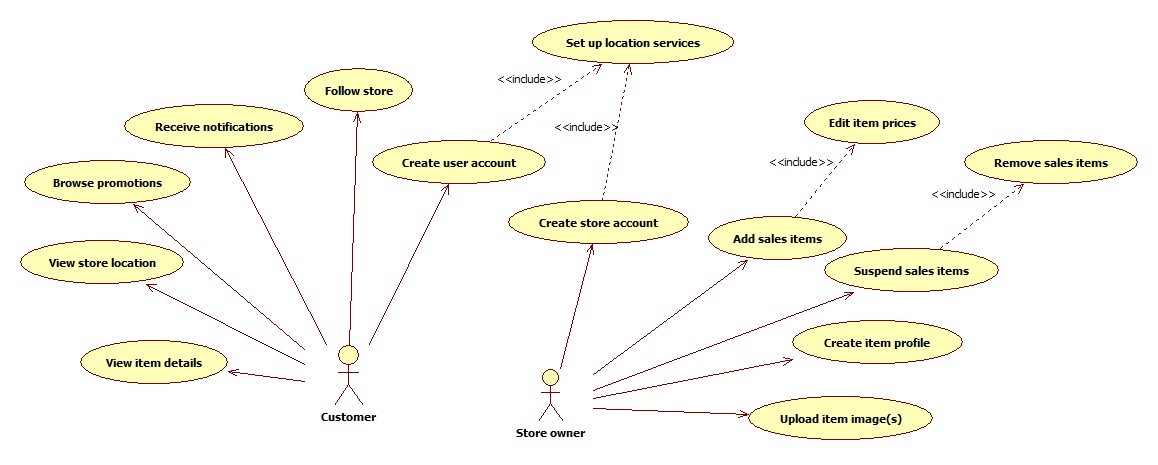 Set up location services
<<include>>
Follow store
Receive notifications
<<include>>
Edit item prices
Create user account
<<include>>
Remove sales items
Browse promotions
<<include>>
Create store account
Add sales items
View store location
Suspend sales items
Create item profile
View item details
Customer
Upload item image(s)
Store owner